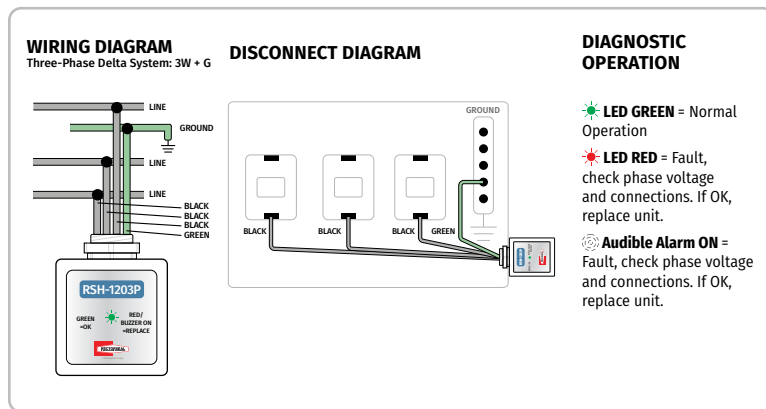 WIRING DIAGRAM
Three-Phase Delta System: 3W + G
LINE
GROUND
LINE
LINE
BLACK
BLACK
BLACK
GREEN
RSH-1203P
GREEN
=OK
RED/
BUZZER ON
=REPLACE
DISCONNECT DIAGRAM
GROUND
BLACK
BLACK
BLACK
GREEN
DIAGNOSTIC
OPERATION
LED GREEN = Normal
Operation
LED RED = Fault,
check phase voltage
and connections. If OK,
replace unit.
Audible Alarm ON =
Fault, check phase voltage
and connections. If OK,
replace unit.